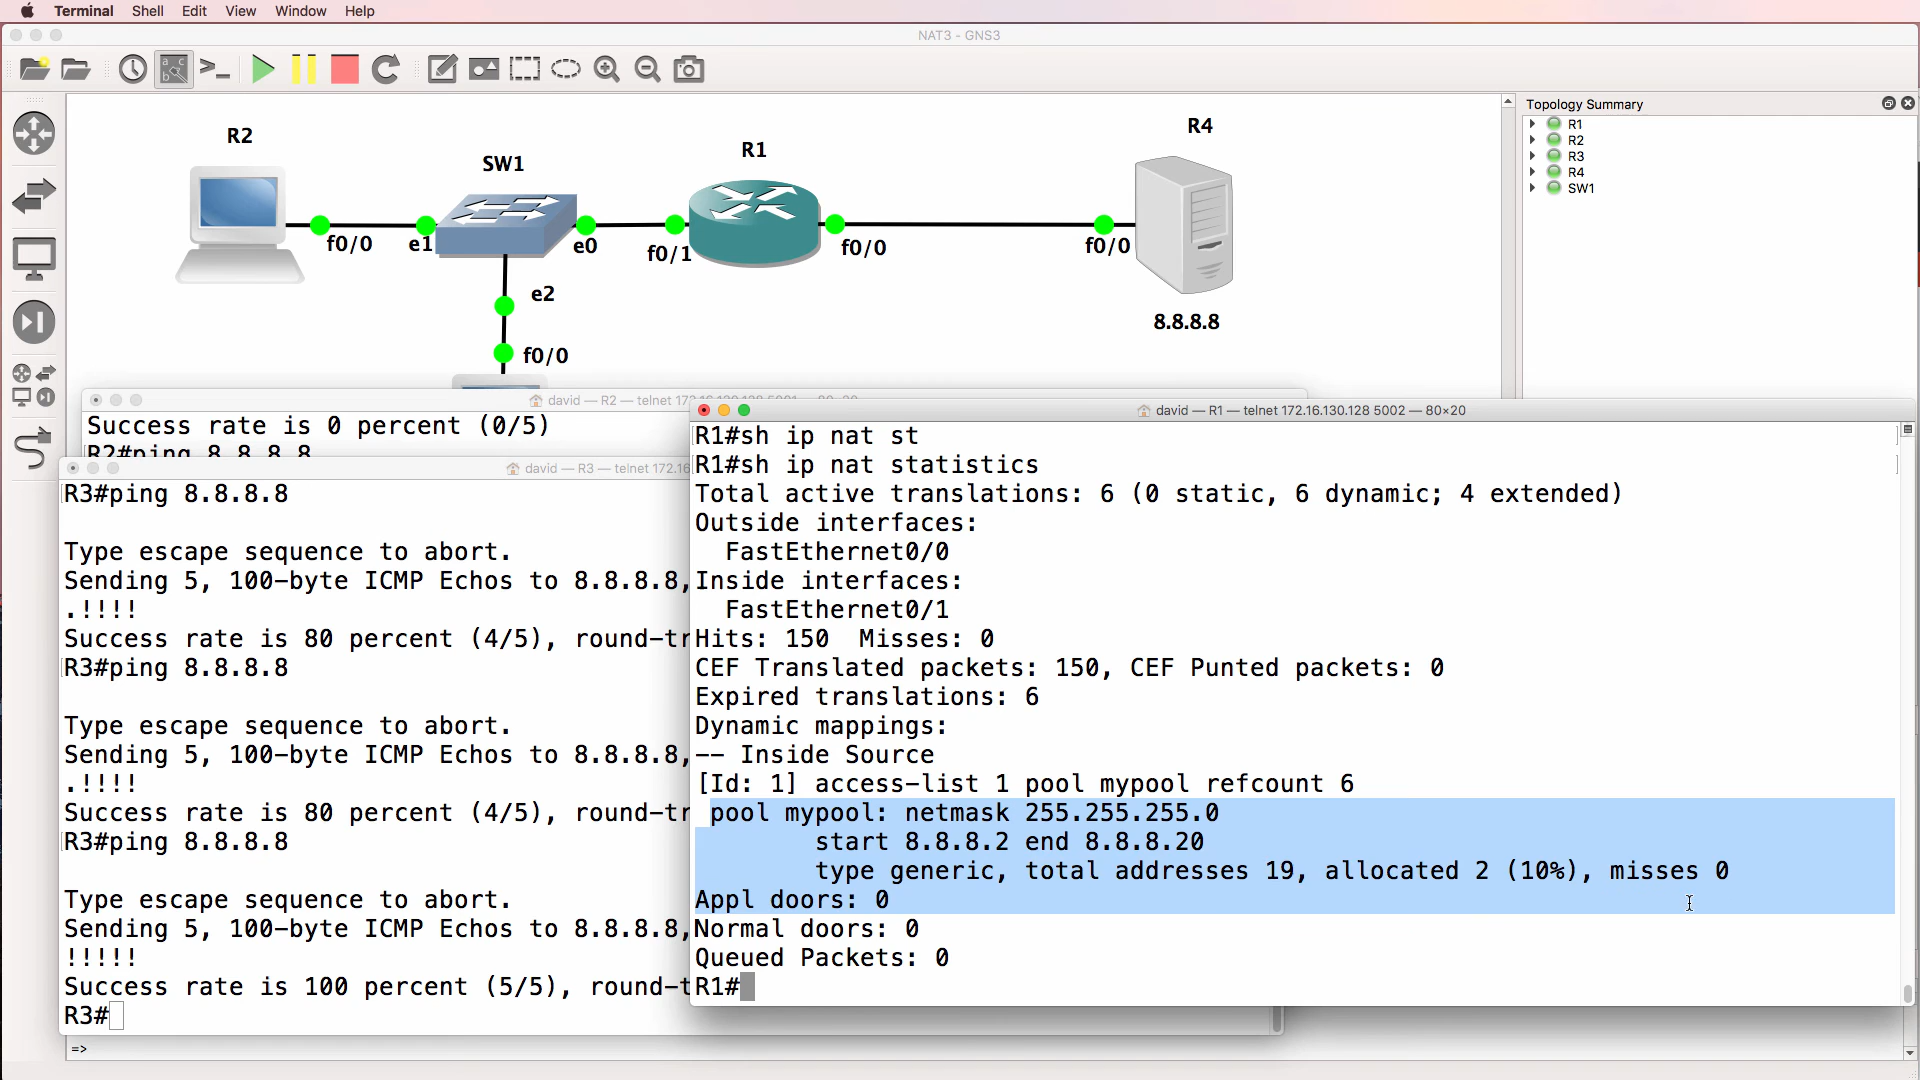 Terminal Shell Edit View Window Help
NAT3 - GNS3
Topology Summary
R1
R2
R3
R4
SW1
R2
SW1
R1
R4
f0/0
e1
e0
f0/1
f0/0
f0/0
e2
f0/0
8.8.8.8
david — R2 — telnet
Success rate is 0 percent (0/5)
R2#ping 8.8.8.8
david — R3 — telnet 172.16
R3#ping 8.8.8.8
Type escape sequence to abort.
Sending 5, 100-byte ICMP Echos to 8.8.8.8,
.!!!!
Success rate is 80 percent (4/5), round-tr
R3#ping 8.8.8.8
Type escape sequence to abort.
Sending 5, 100-byte ICMP Echos to 8.8.8.8,
.!!!!
Success rate is 80 percent (4/5), round-tr
R3#ping 8.8.8.8
Type escape sequence to abort.
Sending 5, 100-byte ICMP Echos to 8.8.8.8,
!!!!!
Success rate is 100 percent (5/5), round-t
R3#
=>
david — R1 — telnet 172.16.130.128 5002 — 80×20
R1#sh ip nat st
R1#sh ip nat statistics
Total active translations: 6 (0 static, 6 dynamic; 4 extended)
Outside interfaces:
FastEthernet0/0
Inside interfaces:
FastEthernet0/1
Hits: 150 Misses: 0
CEF Translated packets: 150, CEF Punted packets: 0
Expired translations: 6
Dynamic mappings:
-- Inside Source
[Id: 1] access-list 1 pool mypool refcount 6
pool mypool: netmask 255.255.255.0
start 8.8.8.2 end 8.8.8.20
type generic, total addresses 19, allocated 2 (10%), misses 0
Appl doors: 0
Normal doors: 0
Queued Packets: 0
R1#